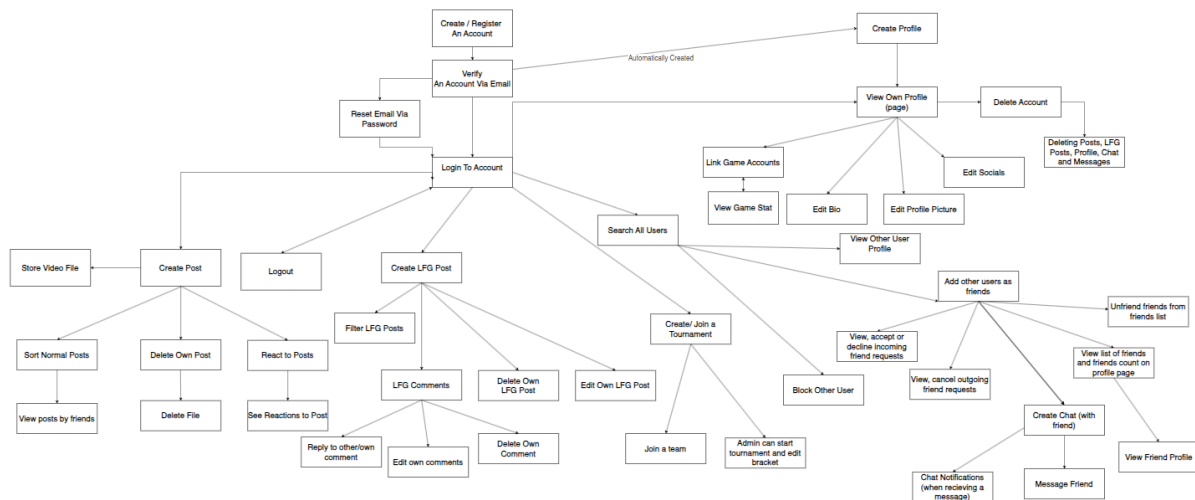 Create / Register
An Account
Create Profile
Automatically Created
Verify
An Account Via Email
Reset Email Via
Password
View Own Profile
(page)
Delete Account
Deleting Posts, LFG
Posts, Profile, Chat
and Messages
Login To Account
Link Game Accounts
Edit Socials
View Game Stat
Edit Bio
Edit Profile Picture
Search All Users
View Other User
Profile
Store Video File
Create Post
Logout
Create LFG Post
Add other users as
friends
Unfriend friends from
friends list
Filter LFG Posts
Create/ Join a
Tournament
View, accept or
decline incoming
friend requests
View list of friends
and friends count on
profile page
Sort Normal Posts
Delete Own Post
React to Posts
LFG Comments
Delete Own
LFG Post
Edit Own LFG Post
Block Other User
View, cancel outgoing
friend requests
View posts by friends
Delete File
See Reactions to Post
Create Chat (with
friend)
Reply to other/own
comment
Edit own comments
Delete Own
Comment
Join a team
Admin can start
tournament and edit
bracket
View Friend Profile
Chat Notifications
(when recieving a
message)
Message Friend